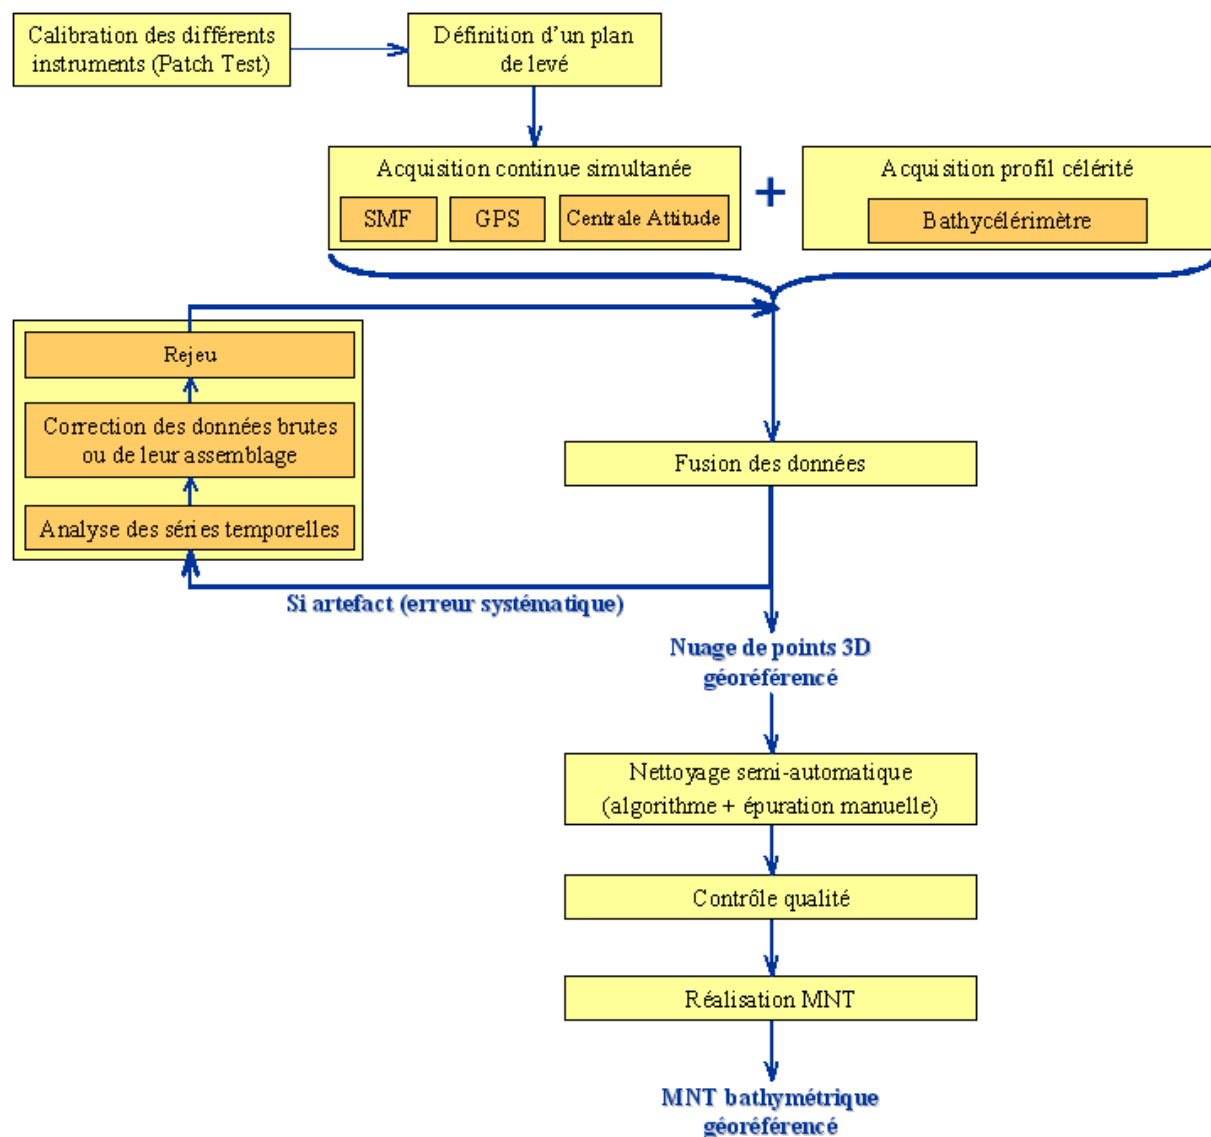 Calibration des différents
instruments (Patch Test)
Définition d'un plan
de levé
Acquisition continue simultanée
SMF
GPS
Centrale Attitude
+
Acquisition profil célérité
Bathycélérimètre
Rejeu
Correction des données brutes
ou de leur assemblage
Analyse des séries temporelles
Fusion des données
Si artefact (erreur systématique)
Nuage de points 3D
géoréférencé
Nettoyage semi-automatique
(algorithme + épuration manuelle)
Contrôle qualité
Réalisation MNT
MNT bathymétrique
géoréférencé